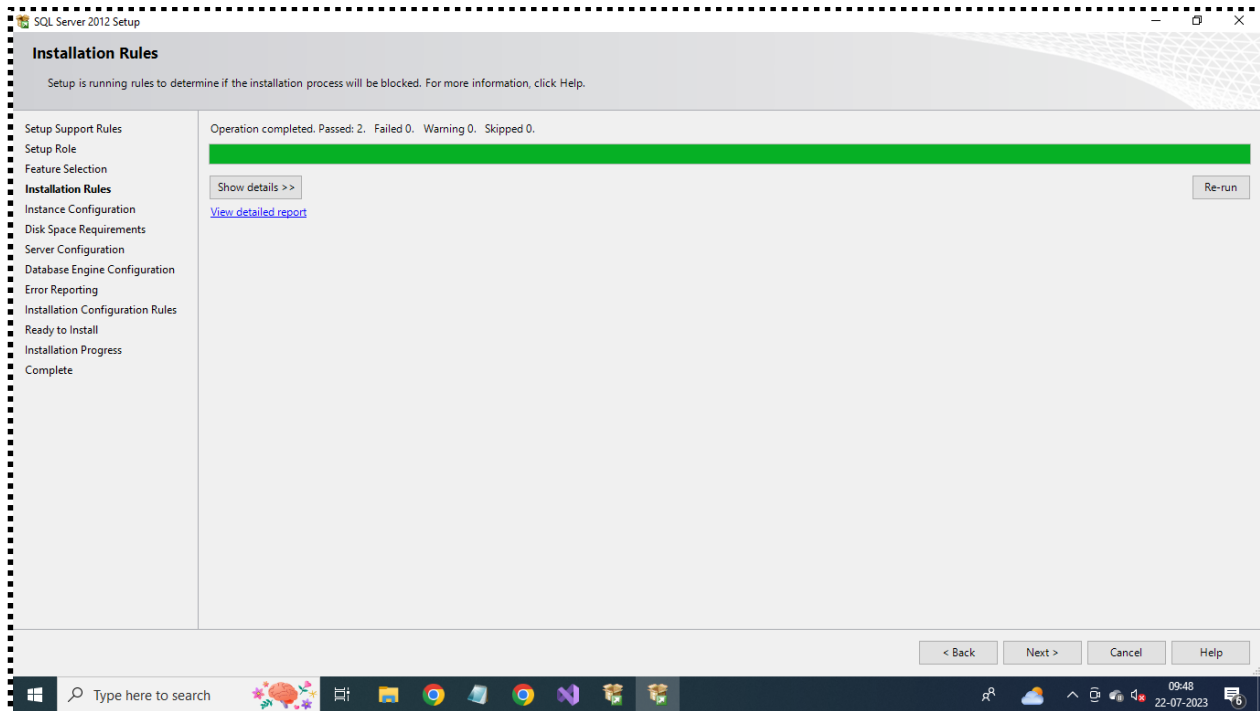 SQL Server 2012 Setup
Installation Rules
Setup is running rules to determine if the installation process will be blocked. For more information, click Help.
Setup Support Rules
Setup Role
Feature Selection
Installation Rules
Instance Configuration
Disk Space Requirements
Server Configuration
Database Engine Configuration
Error Reporting
Installation Configuration Rules
Ready to Install
Installation Progress
Complete
Operation completed. Passed: 2. Failed 0. Warning 0. Skipped 0.
Show details >>
Re-run
View detailed report
< Back
Next >
Cancel
Help
Type here to search
09:48
22-07-2023
6